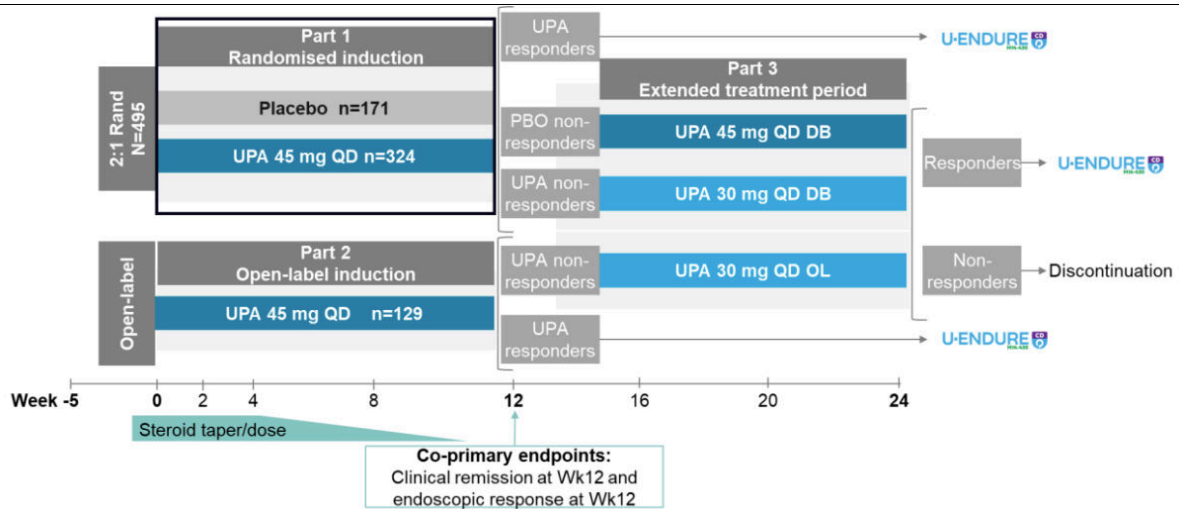 Part 1
Randomised induction
2:1 Rand
N=495
Placebo n=171
UPA 45 mg QD n=324
UPA
responders
U·ENDURE CD
Part 3
Extended treatment period
PBO non-
responders
UPA 45 mg QD DB
UPA non-
responders
UPA 30 mg QD DB
Responders
U·ENDURE CD
Part 2
Open-label induction
Open-label
UPA 45 mg QD n=129
UPA non-
responders
UPA 30 mg QD OL
Non-
responders
Discontinuation
UPA
responders
U·ENDURE CD
Week -5 0 2 4 8 12 16 20 24
Steroid taper/dose
Co-primary endpoints:
Clinical remission at Wk12 and
endoscopic response at Wk12